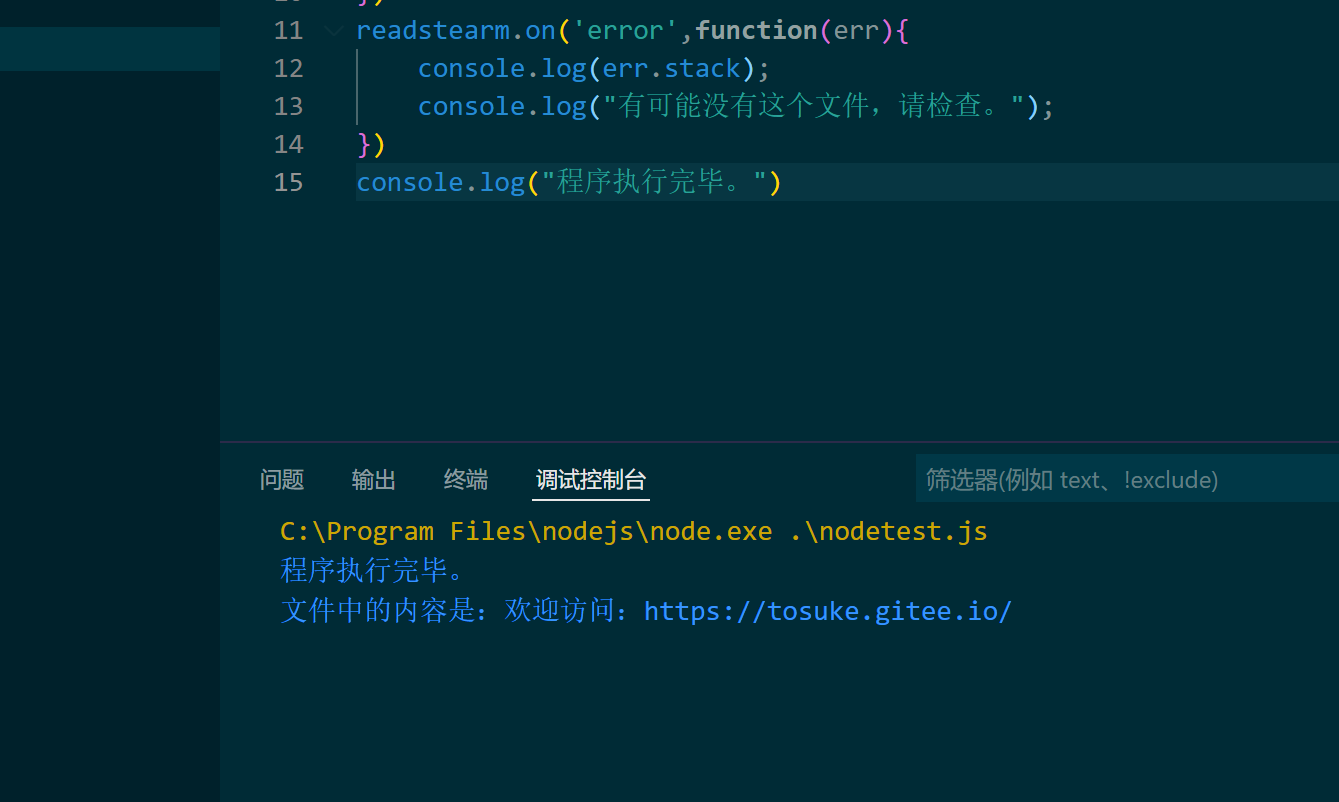 11 readstearm.on('error',function(err){
12 console.log(err.stack);
13 console.log("有可能没有这个文件，请检查。");
14 })
15 console.log("程序执行完毕。")
问题 输出 终端 调试控制台 筛选器(例如 text、!exclude)
C:\Program Files\nodejs\node.exe .\nodetest.js
程序执行完毕。
文件中的内容是：欢迎访问：https://tosuke.gitee.io/